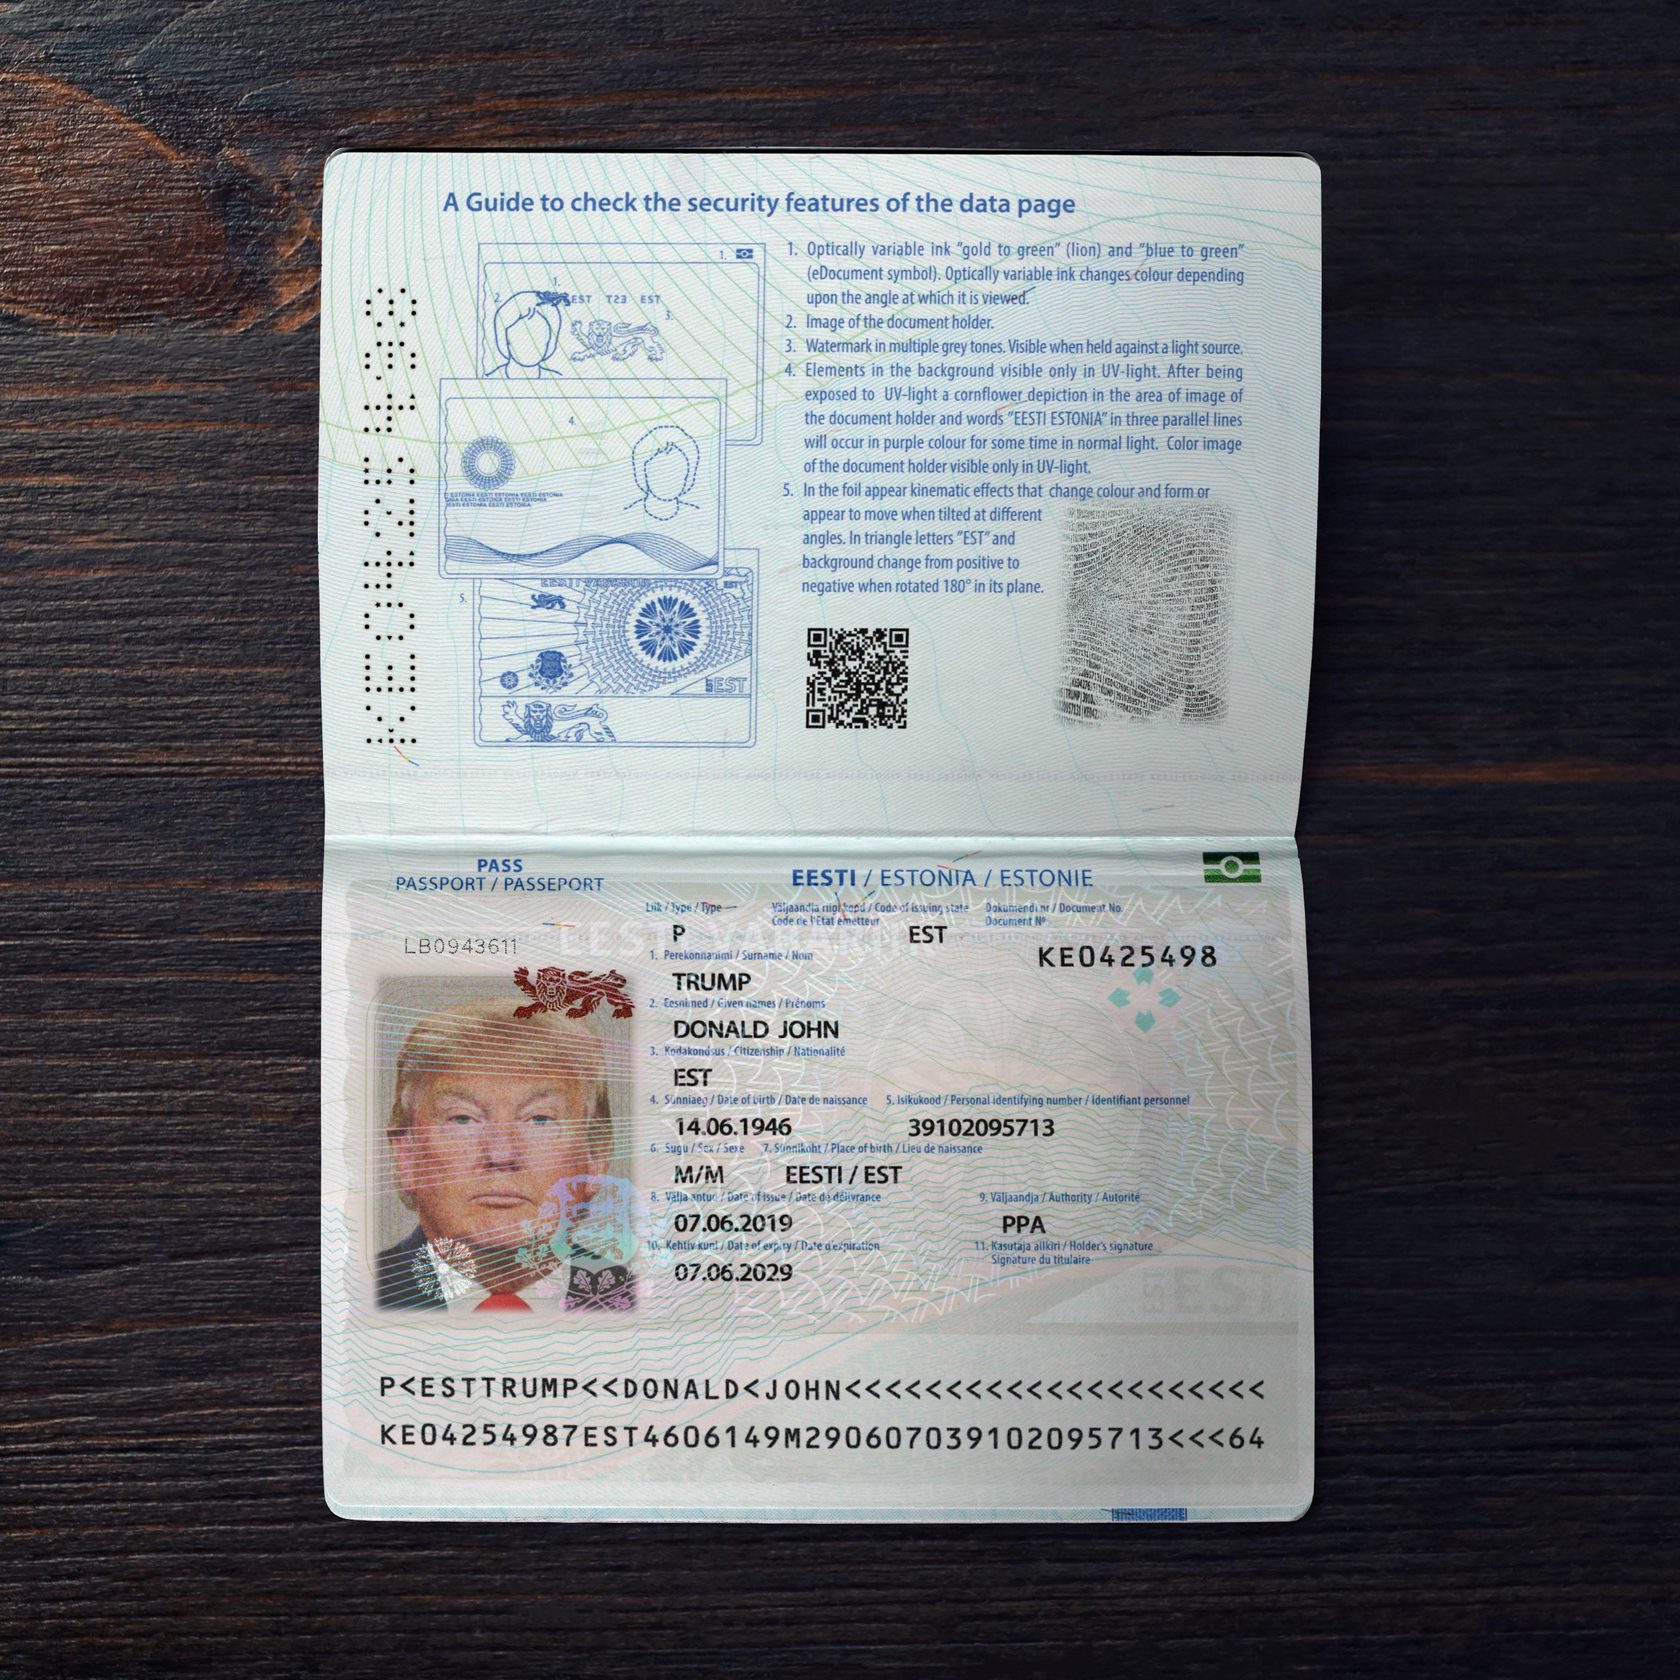 A Guide to check the security features of the data page
1. Optically variable ink "gold to green" (lion) and "blue to green"
(eDocument symbol). Optically variable ink changes colour depending
upon the angle at which it is viewed.
2. Image of the document holder.
3. Watermark in multiple grey tones. Visible when held against a light source.
4. Elements in the background visible only in UV-light. After being
exposed to UV-light a cornflower depiction in the area of image of
the document holder and words "EESTI ESTONIA" in three parallel lines
will occur in purple colour for some time in normal light. Color image
of the document holder visible only in UV-light.
5. In the foil appear kinematic effects that change colour and form or
appear to move when tilted at different
angles. In triangle letters "EST" and
background change from positive to
negative when rotated 180° in its plane.
1.
1.
2.
EST T23 EST
3.
4.
5.
EST
EST
PASS
PASSPORT / PASSEPORT
EESTI / ESTONIA / ESTONIE
Liik / Type / Type
Väljaandja riigi kood / Code of issuing state
Code de l'Etat émetteur
Dokumendi nr / Document No.
Document Nº
P
EST
KE0425498
LB0943611
1. Perekonnanimi / Surname / Nom
TRUMP
2. Eesnimed / Given names / Prénoms
DONALD JOHN
3. Kodakondsus / Citizenship / Nationalité
EST
4. Sünniaeg / Date of birth / Date de naissance
5. Isikukood / Personal identifying number / Identifiant personnel
14.06.1946
39102095713
6. Sugu / Sex / Sexe
7. Sünnikoht / Place of birth / Lieu de naissance
M/M
EESTI / EST
8. Välja antud / Date of issue / Date de délivrance
9. Väljaandja / Authority / Autorité
07.06.2019
PPA
10. Kehtiv kuni / Date of expiry / Date d'expiration
11. Kasutaja allkiri / Holder's signature
Signature du titulaire
07.06.2029
EST
P<ESTTRUMP<<DONALD<JOHN<<<<<<<<<<<<<<<<<<<<<
KE04254987EST4606149M290607039102095713<<<64